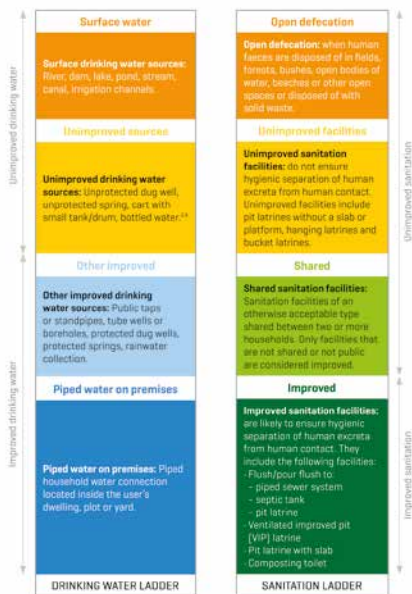 Surface water
Surface drinking water sources:
River, dam, lake, pond, stream,
canal, irrigation channels.
Unimproved sources
Unimproved drinking water
sources: Unprotected dug well,
unprotected spring, cart with
small tank/drum, bottled water.
Other improved
Other improved drinking
water sources: Public taps
or standpipes, tube wells or
boreholes, protected dug wells,
protected springs, rainwater
collection.
Piped water on premises
Piped water on premises: Piped
household water connection
located inside the user's
dwelling, plot or yard.
DRINKING WATER LADDER
Unimproved drinking water
Improved drinking water
Open defecation
Open defecation: when human
faeces are disposed of in fields,
forests, bushes, open bodies of
water, beaches or other open
spaces or disposed of with
solid waste.
Unimproved facilities
Unimproved sanitation
facilities: do not ensure
hygienic separation of human
excreta from human contact.
Unimproved facilities include
pit latrines without a slab or
platform, hanging latrines and
bucket latrines.
Shared
Shared sanitation facilities:
Sanitation facilities of an
otherwise acceptable type
shared between two or more
households. Only facilities that
are not shared or not public
are considered improved.
Improved
Improved sanitation facilities:
are likely to ensure hygienic
separation of human excreta
from human contact. They
include the following facilities:
- Flush/pour flush to:
- piped sewer system
- septic tank
- pit latrine
- Ventilated improved pit
(VIP) latrine
- Pit latrine with slab
- Composting toilet
SANITATION LADDER
Unimproved sanitation
Improved sanitation